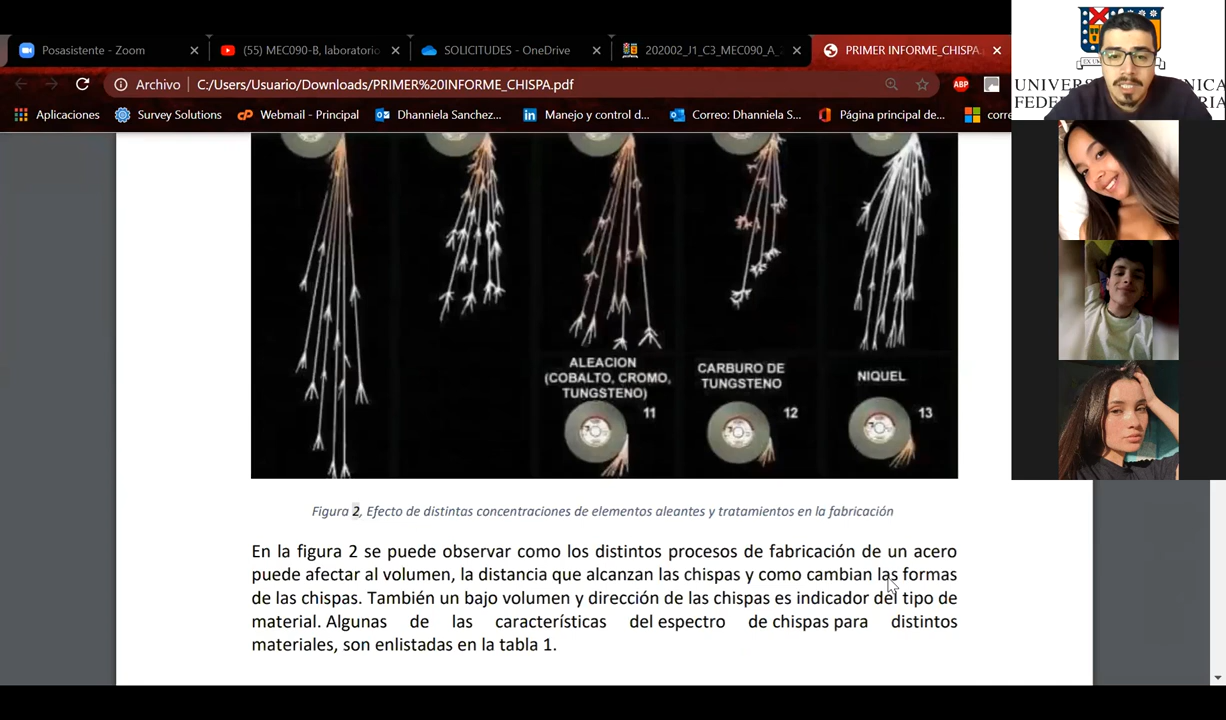 Posasistente - Zoom
(55) MEC090-B, laboratorio
SOLICITUDES - OneDrive
202002_J1_C3_MEC090_A_
PRIMER INFORME_CHISPA.
Archivo
C:/Users/Usuario/Downloads/PRIMER%20INFORME_CHISPA.pdf
ABP
Aplicaciones
Survey Solutions
Webmail - Principal
Dhanniela Sanchez...
Manejo y control d...
Correo: Dhanniela S...
Página principal de...
ALEACION
(COBALTO, CROMO,
TUNGSTENO)
11
CARBURO DE
TUNGSTENO
12
NIQUEL
13
Figura 2, Efecto de distintas concentraciones de elementos aleantes y tratamientos en la fabricación
En la figura 2 se puede observar como los distintos procesos de fabricación de un acero
puede afectar al volumen, la distancia que alcanzan las chispas y como cambian las formas
de las chispas. También un bajo volumen y dirección de las chispas es indicador del tipo de
material. Algunas de las características del espectro de chispas para distintos
materiales, son enlistadas en la tabla 1.